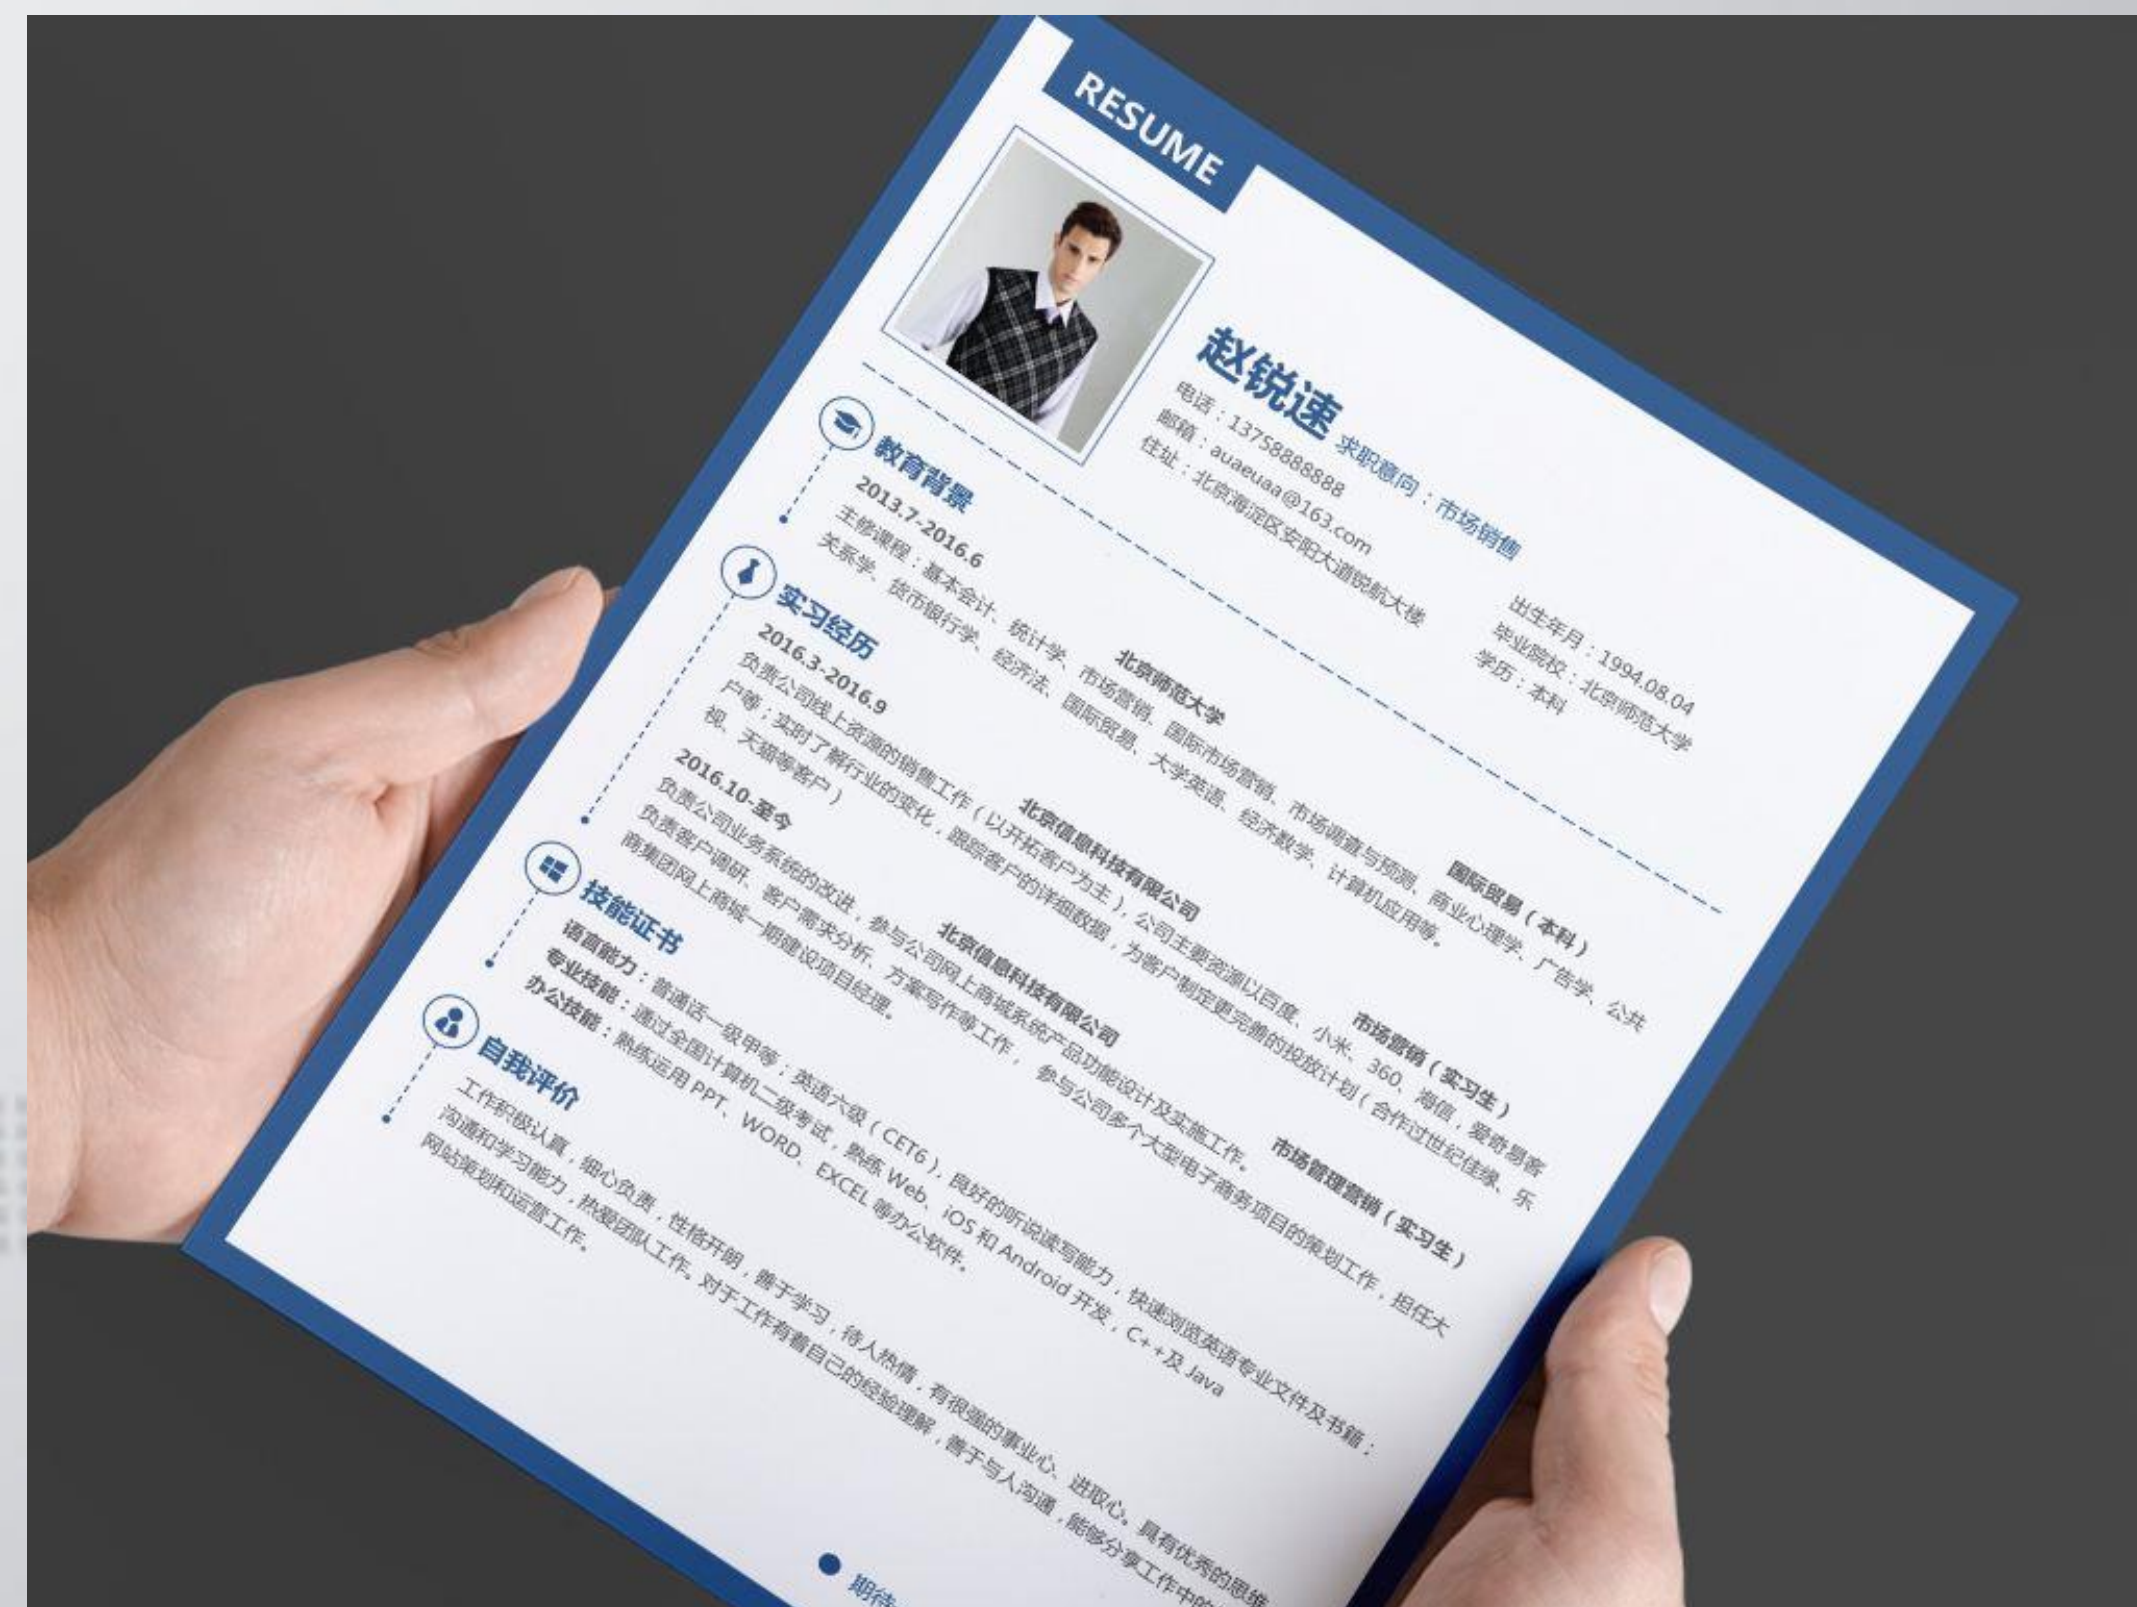 RESUME
赵锐速 求职意向：市场销售
电话：13758888888 出生年月：1994.08.04
邮箱：auaeuaa@163.com 毕业院校：北京师范大学
住址：北京海淀区安阳大道锐航大楼 学历：本科
教育背景
2013.7-2016.6 北京师范大学 国际贸易（本科）
主修课程：基本会计、统计学、市场营销、国际市场营销、市场调查与预测、商业心理学、广告学、公共
关系学、货币银行学、经济法、国际贸易、大学英语、经济数学、计算机应用等。
实习经历
2016.3-2016.9 北京信息科技有限公司 市场营销（实习生）
负责公司线上资源的销售工作（以开拓客户为主），公司主要资源以百度、小米、360、海信，爱奇易客
户等；实时了解行业的变化，跟踪客户的详细数据，为客户制定更完善的投放计划（合作过世纪佳缘、乐
视、天猫等客户）
2016.10-至今 北京信息科技有限公司 市场管理营销（实习生）
负责公司业务系统的改进，参与公司网上商城系统产品功能设计及实施工作。
负责客户调研、客户需求分析、方案写作等工作，参与公司多个大型电子商务项目的策划工作，担任大
商集团网上商城一期建设项目经理。
技能证书
语言能力：普通话一级甲等；英语六级（CET6），良好的听说读写能力，快速浏览英语专业文件及书籍；
专业技能：通过全国计算机二级考试，熟练 Web、iOS 和 Android 开发，C++及 Java
办公技能：熟练运用 PPT、WORD、EXCEL 等办公软件。
自我评价
工作积极认真，细心负责，性格开朗，善于学习，待人热情，有很强的事业心、进取心。具有优秀的思维
沟通和学习能力，热爱团队工作。对于工作有着自己的经验理解，善于与人沟通，能够分享工作中的
网站策划和运营工作。
期待